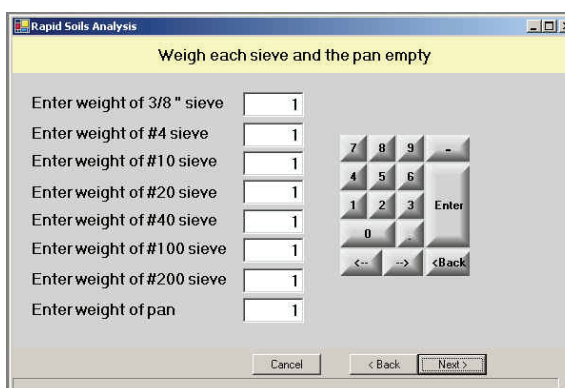 Rapid Soils Analysis
Weigh each sieve and the pan empty
Enter weight of 3/8 " sieve 1
Enter weight of #4 sieve 1
Enter weight of #10 sieve 1
Enter weight of #20 sieve 1
Enter weight of #40 sieve 1
Enter weight of #100 sieve 1
Enter weight of #200 sieve 1
Enter weight of pan 1
7 8 9 -
4 5 6
1 2 3 Enter
0 .
<-- --> <Back
Cancel < Back Next >